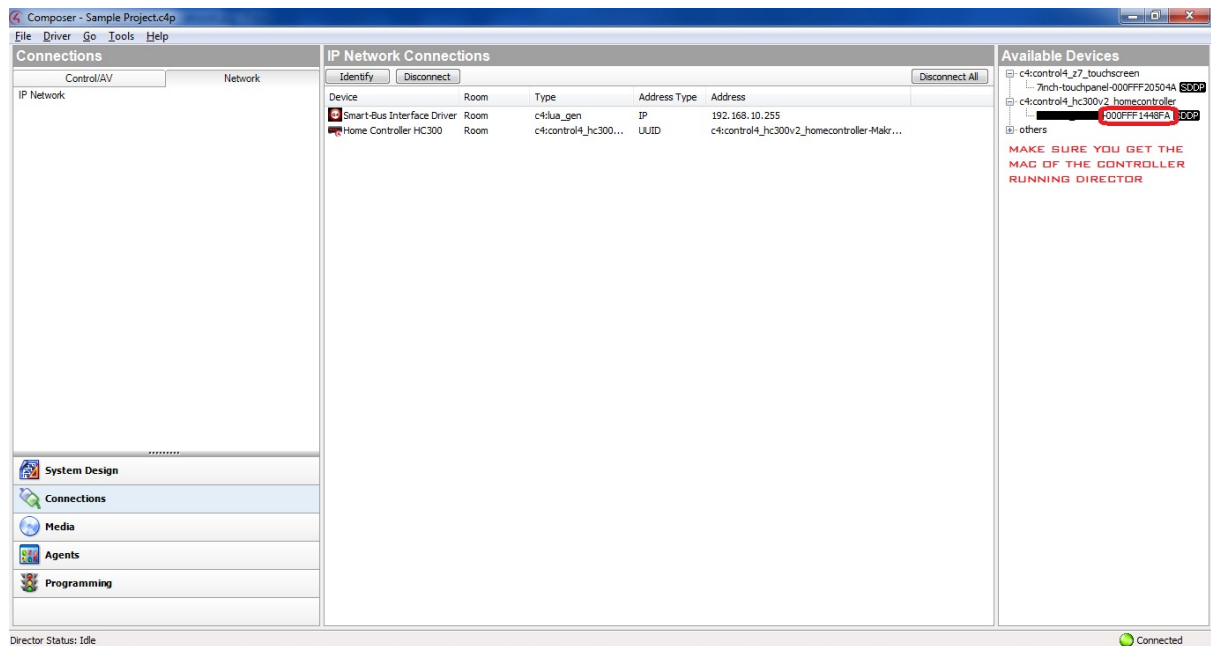 Composer - Sample Project.c4p
File Driver Go Tools Help
Connections
Control/AV Network
IP Network
System Design
Connections
Media
Agents
Programming
Director Status: Idle
IP Network Connections
Identify Disconnect Disconnect All
Device Room Type Address Type Address
Smart-Bus Interface Driver Room c4:lua_gen IP 192.168.10.255
Home Controller HC300 Room c4:control4_hc300... UUID c4:control4_hc300v2_homecontroller-Makr...
Available Devices
c4:control4_z7_touchscreen
7inch-touchpanel-000FFF20504A SDDP
c4:control4_hc300v2_homecontroller
-000FFF1448FA SDDP
others
MAKE SURE YOU GET THE
MAC OF THE CONTROLLER
RUNNING DIRECTOR
Connected